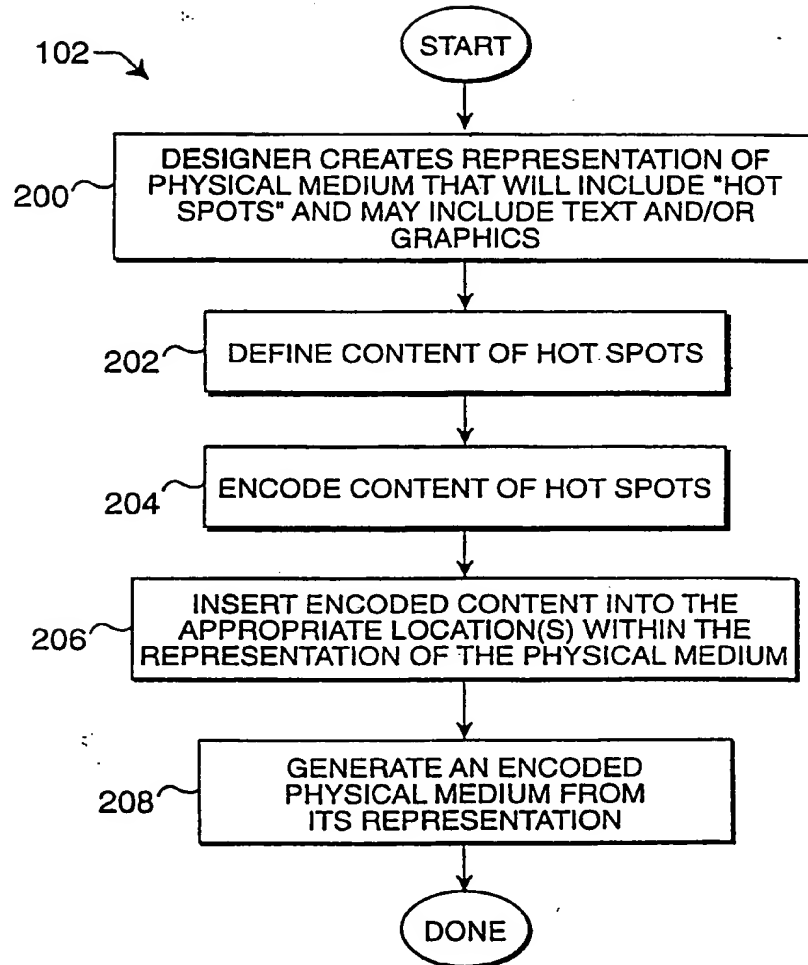 102
START
200
DESIGNER CREATES REPRESENTATION OF
PHYSICAL MEDIUM THAT WILL INCLUDE "HOT
SPOTS" AND MAY INCLUDE TEXT AND/OR
GRAPHICS
202
DEFINE CONTENT OF HOT SPOTS
204
ENCODE CONTENT OF HOT SPOTS
206
INSERT ENCODED CONTENT INTO THE
APPROPRIATE LOCATION(S) WITHIN THE
REPRESENTATION OF THE PHYSICAL MEDIUM
208
GENERATE AN ENCODED
PHYSICAL MEDIUM FROM
ITS REPRESENTATION
DONE